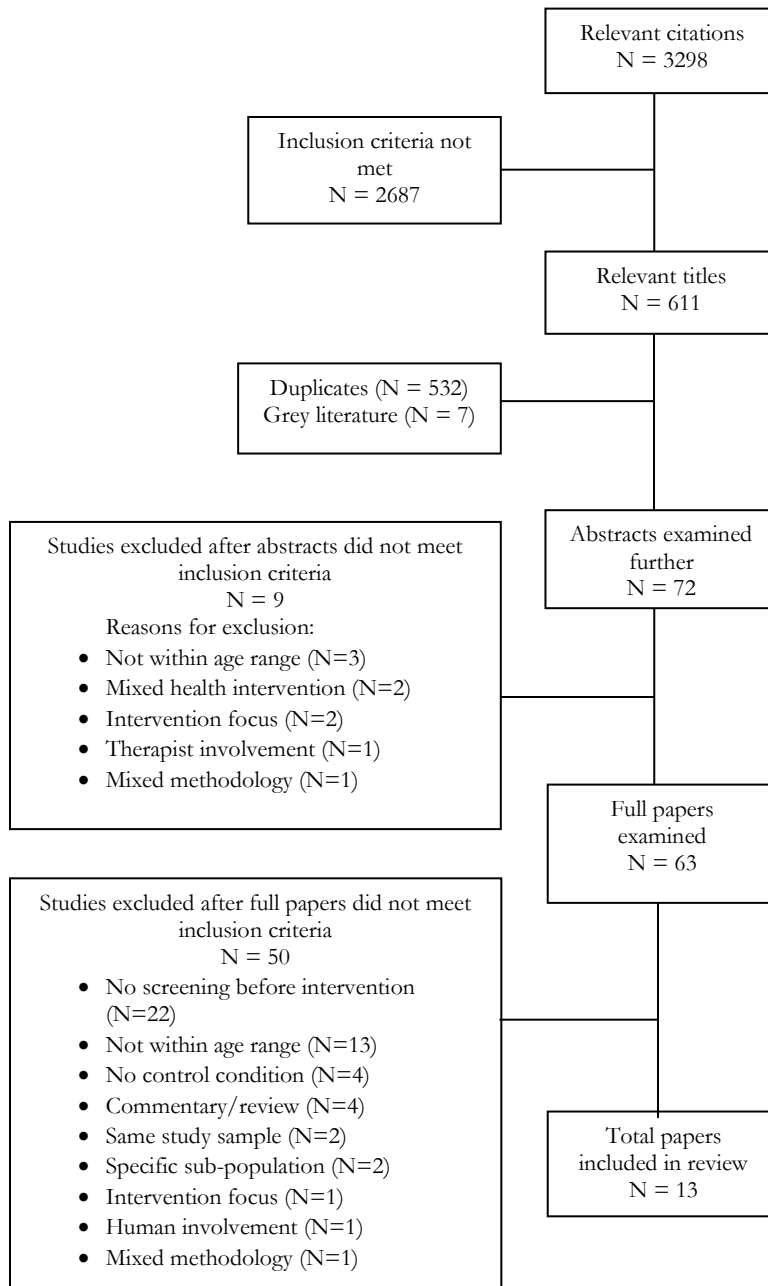 Relevant citations
N = 3298
Inclusion criteria not
met
N = 2687
Relevant titles
N = 611
Duplicates (N = 532)
Grey literature (N = 7)
Abstracts examined
further
N = 72
Studies excluded after abstracts did not meet
inclusion criteria
N = 9
Reasons for exclusion:
• Not within age range (N=3)
• Mixed health intervention (N=2)
• Intervention focus (N=2)
• Therapist involvement (N=1)
• Mixed methodology (N=1)
Full papers
examined
N = 63
Studies excluded after full papers did not meet
inclusion criteria
N = 50
• No screening before intervention
(N=22)
• Not within age range (N=13)
• No control condition (N=4)
• Commentary/review (N=4)
• Same study sample (N=2)
• Specific sub-population (N=2)
• Intervention focus (N=1)
• Human involvement (N=1)
• Mixed methodology (N=1)
Total papers
included in review
N = 13